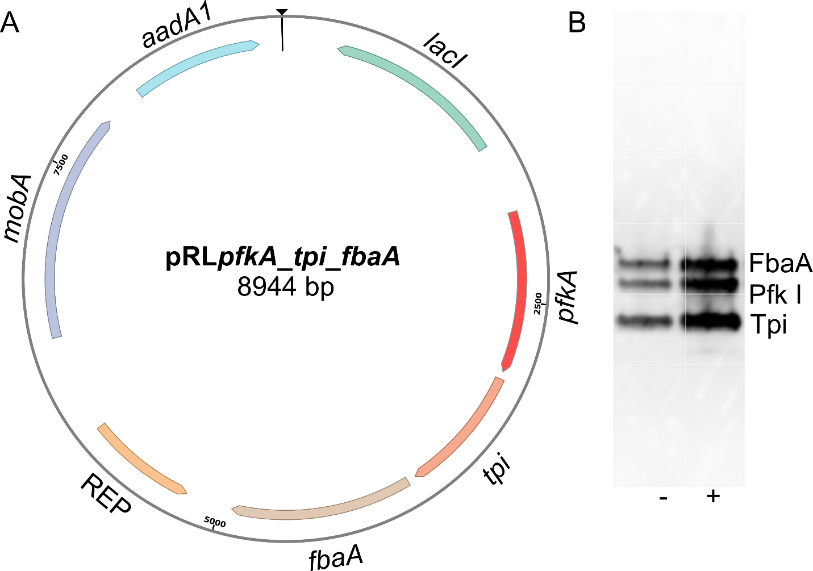 A
aadA1
lacI
mobA
7500
pRLpfkA_tpi_fbaA
8944 bp
pfkA
2500
tpi
REP
5000
fbaA
B
FbaA
Pfk I
Tpi
- +